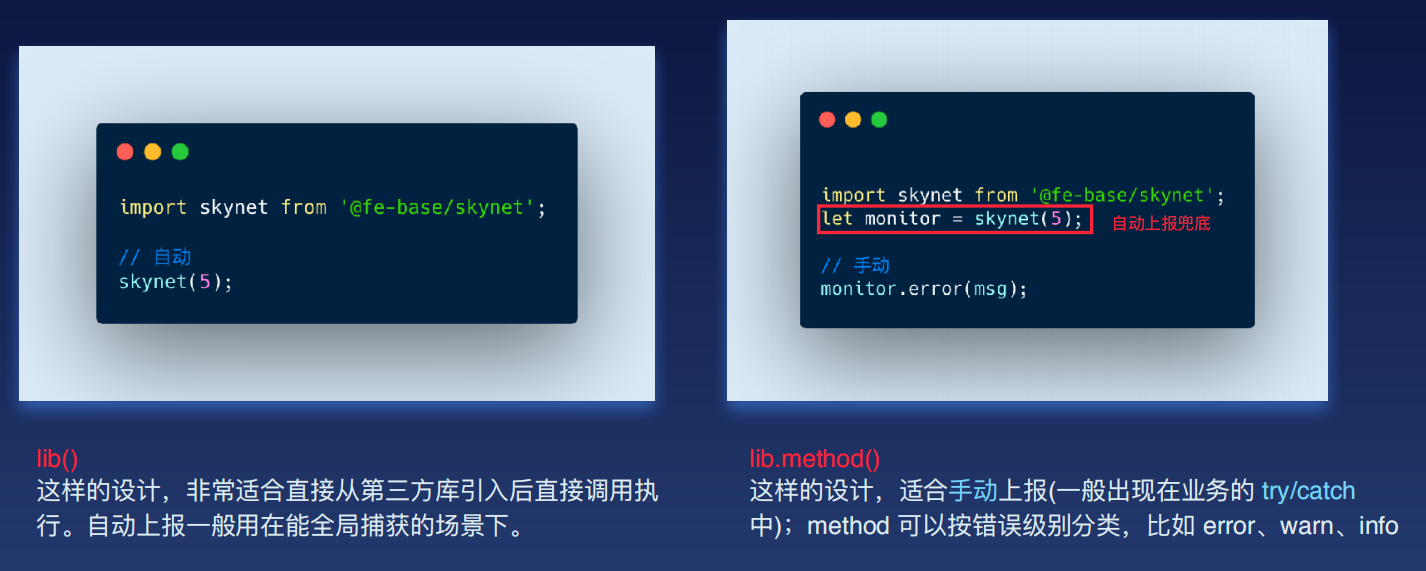 import skynet from '@fe-base/skynet';
// 自动
skynet(5);
import skynet from '@fe-base/skynet';
let monitor = skynet(5); 自动上报兜底
// 手动
monitor.error(msg);
lib()
这样的设计，非常适合直接从第三方库引入后直接调用执
行。自动上报一般用在能全局捕获的场景下。
lib.method()
这样的设计，适合手动上报(一般出现在业务的 try/catch
中)；method 可以按错误级别分类，比如 error、warn、info